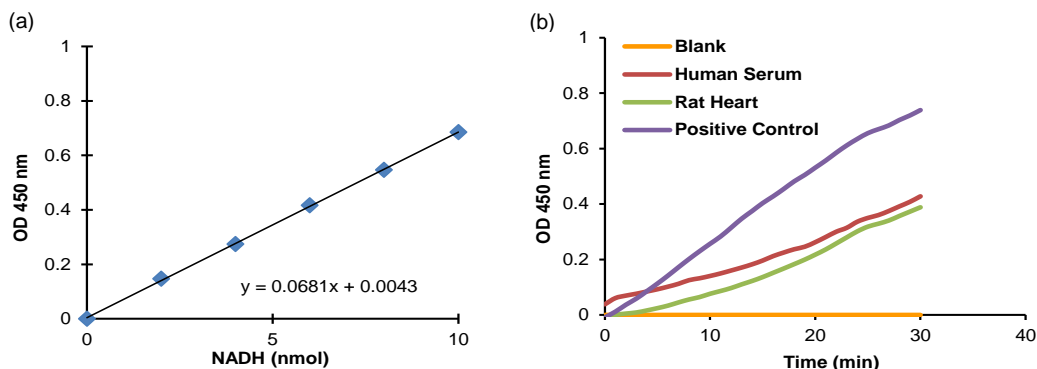 (a)
1
0.8
0.6
0.4
0.2
0
OD 450 nm
y = 0.0681x + 0.0043
0 5 10
NADH (nmol)
(b)
1
0.8
0.6
0.4
0.2
0
OD 450 nm
Blank
Human Serum
Rat Heart
Positive Control
0 10 20 30 40
Time (min)